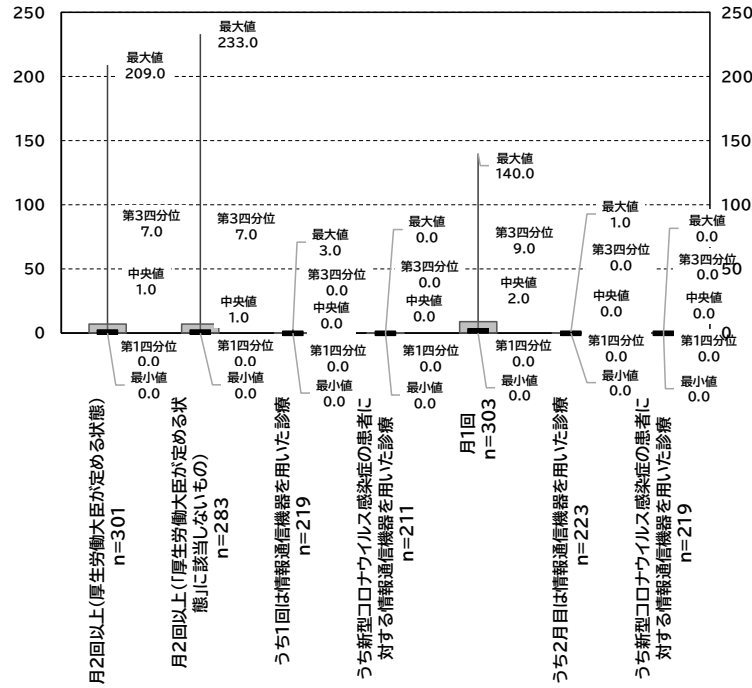 250
200
150
100
50
0
250
200
150
100
50
0
最大値
209.0
第3四分位
7.0
中央値
1.0
第1四分位
0.0
最小値
0.0
最大値
233.0
第3四分位
7.0
中央値
1.0
第1四分位
0.0
最小値
0.0
最大値
3.0
第3四分位
0.0
中央値
0.0
第1四分位
0.0
最小値
0.0
最大値
0.0
第3四分位
0.0
中央値
0.0
第1四分位
0.0
最小値
0.0
最大値
140.0
第3四分位
9.0
中央値
2.0
第1四分位
0.0
最小値
0.0
最大値
1.0
第3四分位
0.0
中央値
0.0
第1四分位
0.0
最小値
0.0
最大値
0.0
第3四分位
0.0
中央値
0.0
第1四分位
0.0
最小値
0.0
月2回以上(厚生労働大臣が定める状態)
n=301
月2回以上(「厚生労働大臣が定める状
態」に該当しないもの)
n=283
うち1回は情報通信機器を用いた診療
n=219
うち新型コロナウイルス感染症の患者に
対する情報通信機器を用いた診療
n=211
月1回
n=303
うち2月目は情報通信機器を用いた診療
n=223
うち新型コロナウイルス感染症の患者に
対する情報通信機器を用いた診療
n=219